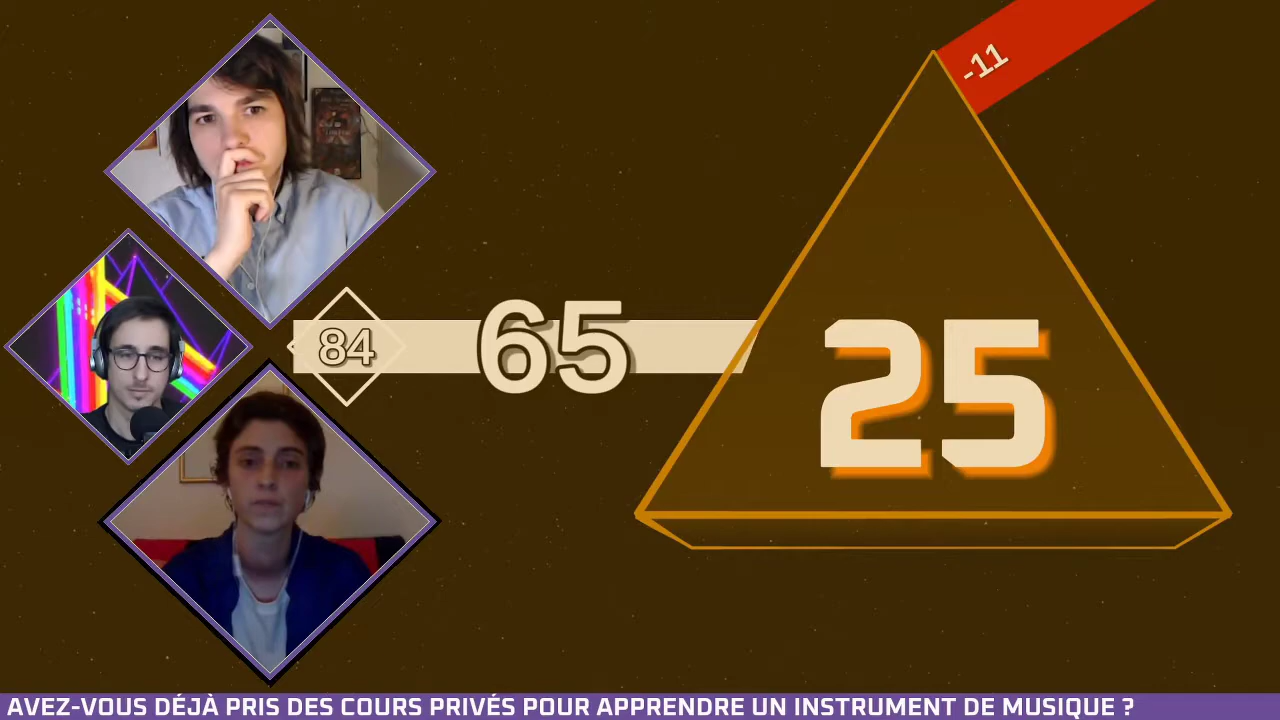 -11
84
65
25
AVEZ-VOUS DÉJÀ PRIS DES COURS PRIVÉS POUR APPRENDRE UN INSTRUMENT DE MUSIQUE ?